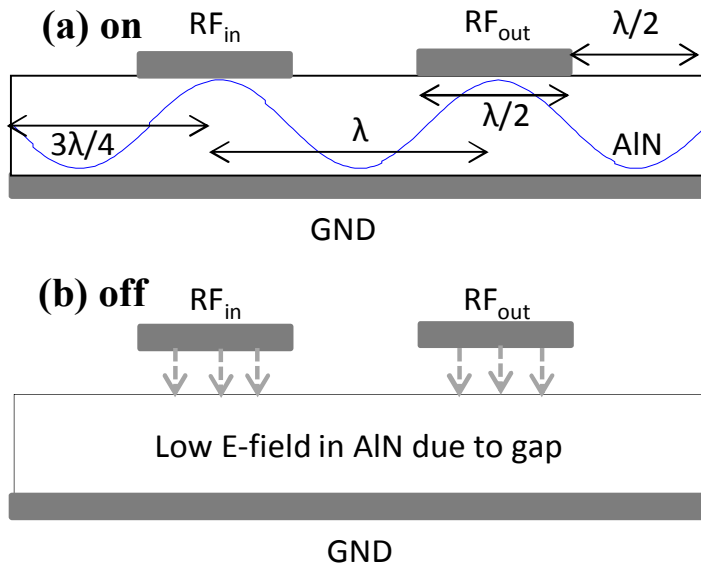 (a) on
RFin
RFout
λ/2
3λ/4
λ
λ/2
AlN
GND
(b) off
RFin
RFout
Low E-field in AlN due to gap
GND